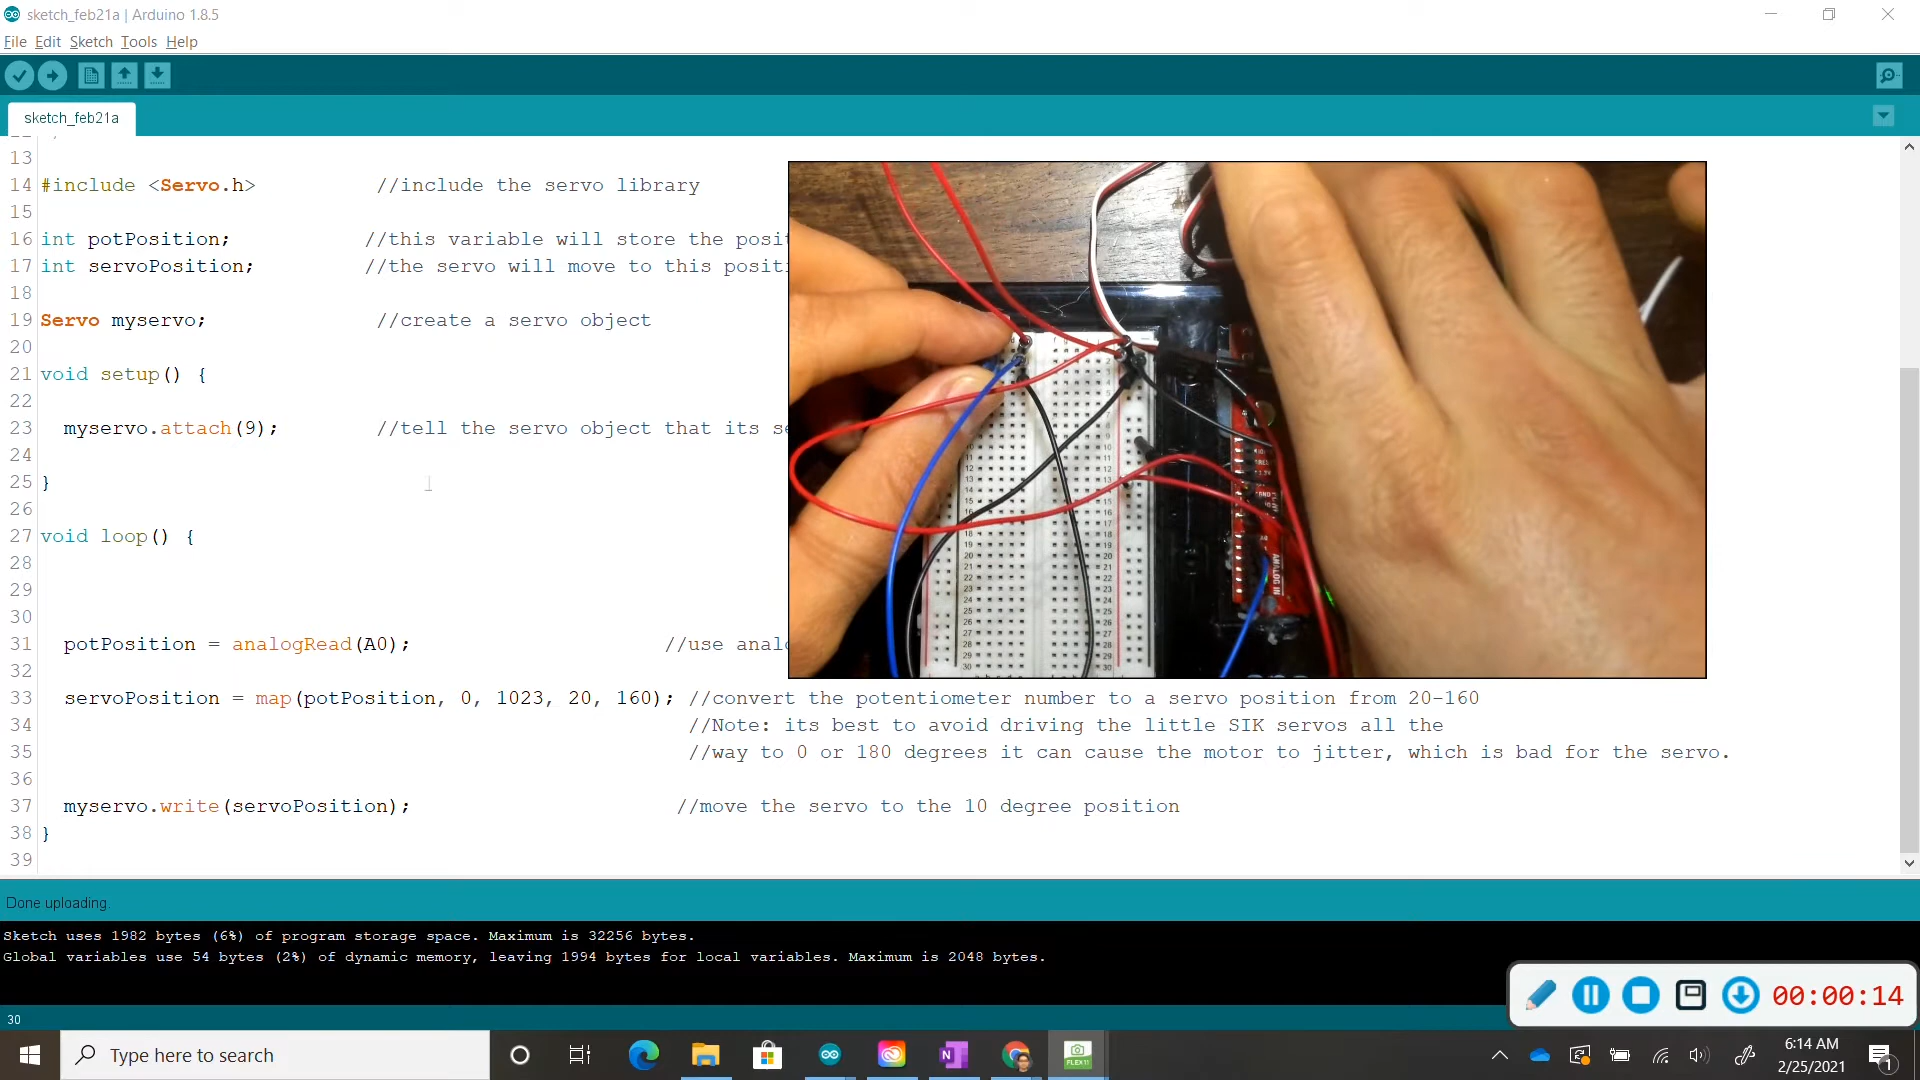 sketch_feb21a | Arduino 1.8.5
File Edit Sketch Tools Help
sketch_feb21a
13
14 #include <Servo.h> //include the servo library
15
16 int potPosition; //this variable will store the posit
17 int servoPosition; //the servo will move to this positi
18
19 Servo myservo; //create a servo object
20
21 void setup() {
22
23 myservo.attach(9); //tell the servo object that its se
24
25 }
26
27 void loop() {
28
29
30
31 potPosition = analogRead(A0); //use analo
32
33 servoPosition = map(potPosition, 0, 1023, 20, 160); //convert the potentiometer number to a servo position from 20-160
34 //Note: its best to avoid driving the little SIK servos all the
35 //way to 0 or 180 degrees it can cause the motor to jitter, which is bad for the servo.
36
37 myservo.write(servoPosition); //move the servo to the 10 degree position
38 }
39
ANALOG IN
Done uploading.
Sketch uses 1982 bytes (6%) of program storage space. Maximum is 32256 bytes.
Global variables use 54 bytes (2%) of dynamic memory, leaving 1994 bytes for local variables. Maximum is 2048 bytes.
00:00:14
30
Type here to search
N
FLEX11
6:14 AM
2/25/2021
1